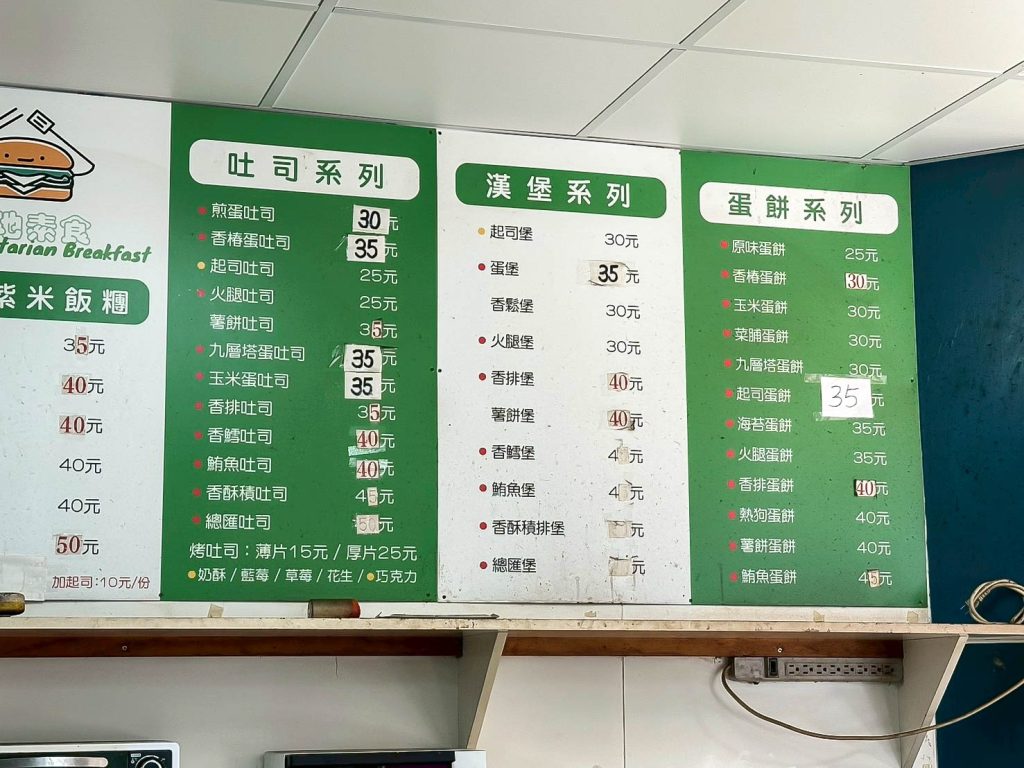 地素食
tarian Breakfast
紫米飯糰
35元
40元
40元
40元
40元
50元
加起司:10元/份
吐司系列
煎蛋吐司 30元
香椿蛋吐司 35元
起司吐司 25元
火腿吐司 25元
薯餅吐司 35元
九層塔蛋吐司 35元
玉米蛋吐司 35元
香排吐司 35元
香鱈吐司 40元
鮪魚吐司 40元
香酥積吐司 45元
總匯吐司 50元
烤吐司：薄片15元 / 厚片25元
奶酥 / 藍莓 / 草莓 / 花生 / 巧克力
漢堡系列
起司堡 30元
蛋堡 35元
香鬆堡 30元
火腿堡 30元
香排堡 40元
薯餅堡 40元
香鱈堡 4 元
鮪魚堡 4 元
香酥積排堡 元
總匯堡 元
蛋餅系列
原味蛋餅 25元
香椿蛋餅 30元
玉米蛋餅 30元
菜脯蛋餅 30元
九層塔蛋餅 30元
起司蛋餅 35元
海苔蛋餅 35元
火腿蛋餅 35元
香排蛋餅 40元
熱狗蛋餅 40元
薯餅蛋餅 40元
鮪魚蛋餅 45元